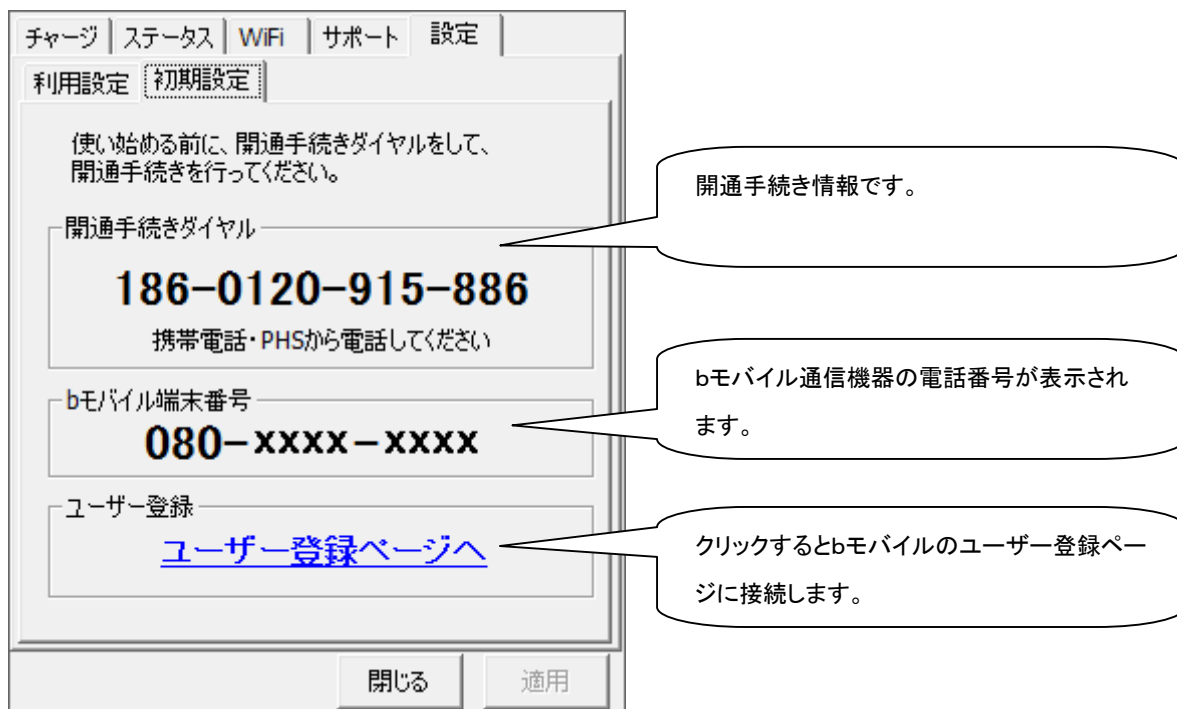 チャージ ステータス WiFi サポート 設定
利用設定 初期設定
使い始める前に、開通手続きダイヤルをして、
開通手続きを行ってください。
開通手続きダイヤル
186-0120-915-886
携帯電話・PHSから電話してください
bモバイル端末番号
080-xxxx-xxxx
ユーザー登録
ユーザー登録ページへ
閉じる 適用
開通手続き情報です。
bモバイル通信機器の電話番号が表示され
ます。
クリックするとbモバイルのユーザー登録ペー
ジに接続します。